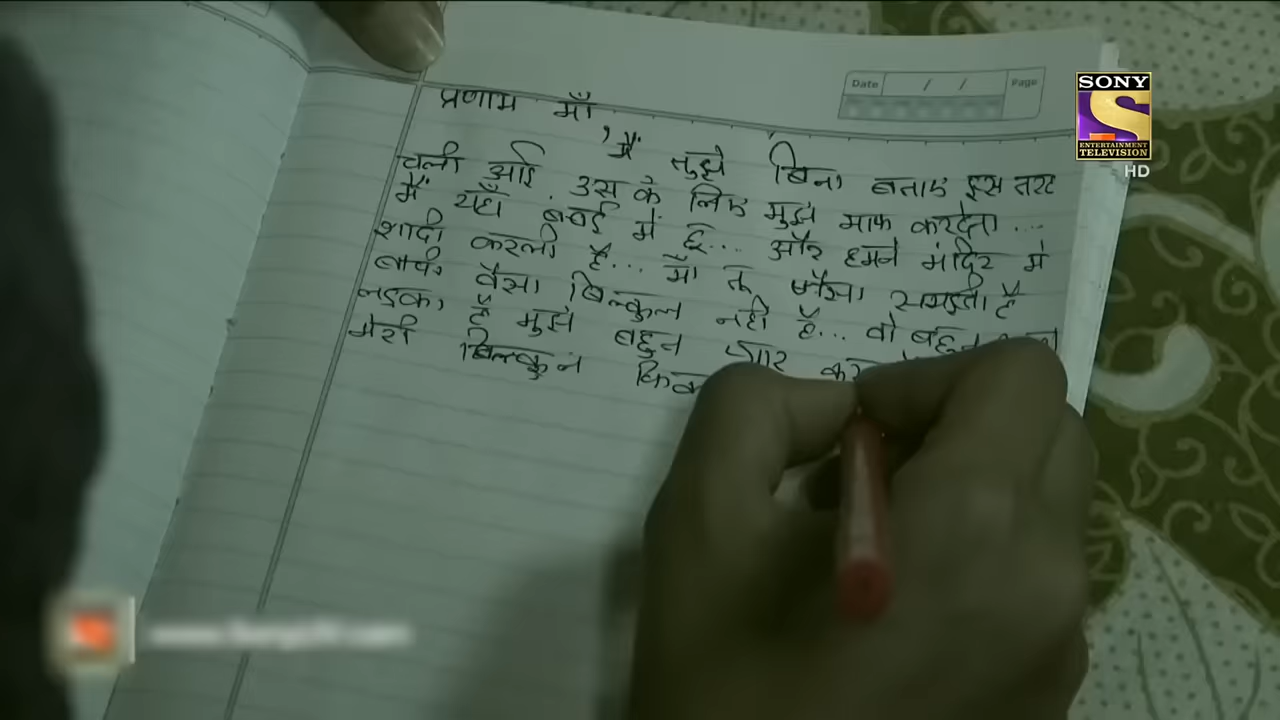 Date / / Page
SONY
ENTERTAINMENT
TELEVISION
HD
प्रणाम माँ,
मैं तुझे बिना बताए इस तरह
चली आई. उस के लिए मुझे माफ करदेना...
मैं यहाँ बम्बई में हूँ... और हमने मंदिर मे
शादी करली है... माँ तू जैसा समझती है
वैसा बिल्कुल नही है... वो बहुत
लड़का है मुझे बहुत प्यार
मेरी बिल्कुल